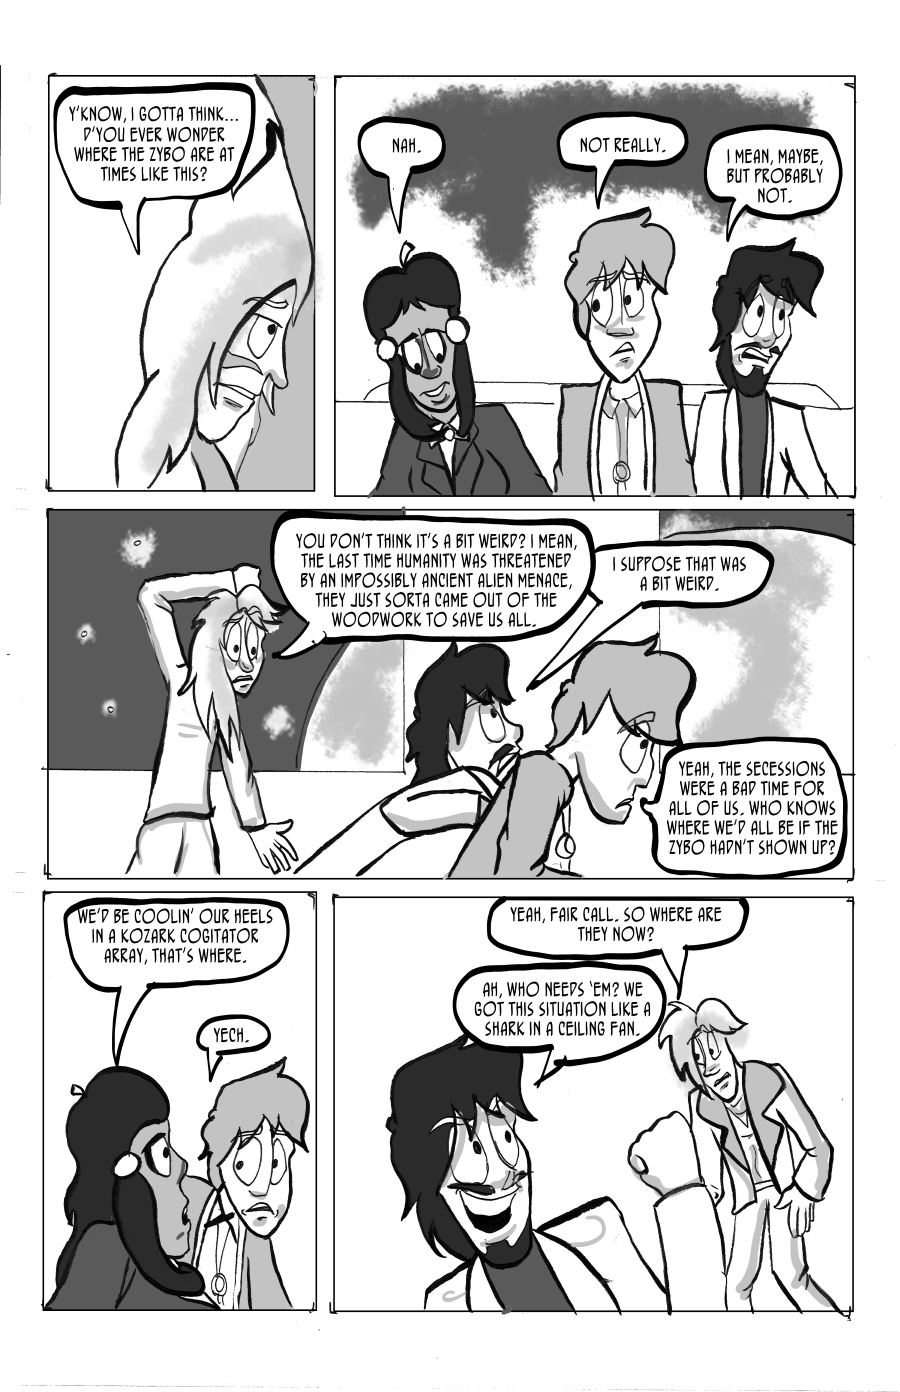 Y'KNOW, I GOTTA THINK...
D'YOU EVER WONDER
WHERE THE ZYBO ARE AT
TIMES LIKE THIS?
NAH.
NOT REALLY.
I MEAN, MAYBE,
BUT PROBABLY
NOT.
YOU DON'T THINK IT'S A BIT WEIRD? I MEAN,
THE LAST TIME HUMANITY WAS THREATENED
BY AN IMPOSSIBLY ANCIENT ALIEN MENACE,
THEY JUST SORTA CAME OUT OF THE
WOODWORK TO SAVE US ALL.
I SUPPOSE THAT WAS
A BIT WEIRD.
YEAH, THE SECESSIONS
WERE A BAD TIME FOR
ALL OF US. WHO KNOWS
WHERE WE'D ALL BE IF THE
ZYBO HADN'T SHOWN UP?
WE'D BE COOLIN' OUR HEELS
IN A KOZARK COGITATOR
ARRAY, THAT'S WHERE.
YECH.
YEAH, FAIR CALL. SO WHERE ARE
THEY NOW?
AH, WHO NEEDS 'EM? WE
GOT THIS SITUATION LIKE A
SHARK IN A CEILING FAN.